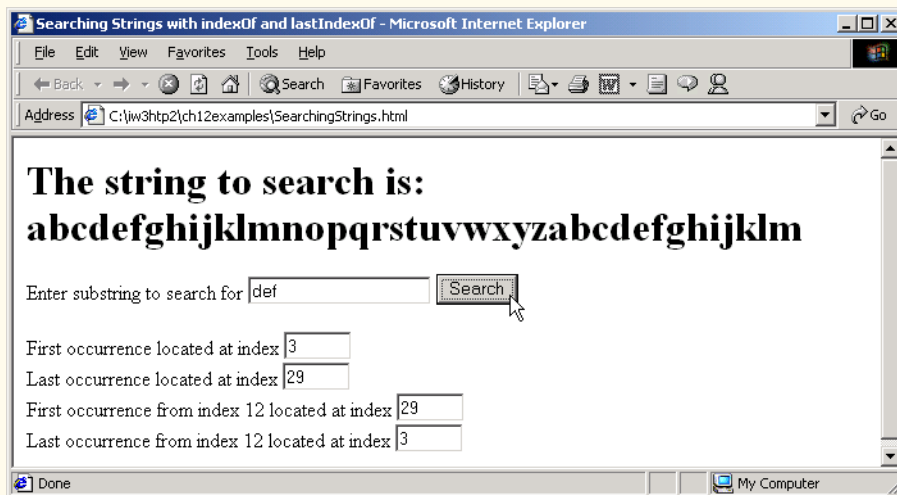 Searching Strings with indexOf and lastIndexOf - Microsoft Internet Explorer
File Edit View Favorites Tools Help
Back Search Favorites History
Address C:\iw3htp2\ch12examples\SearchingStrings.html Go
The string to search is:
abcdefghijklmnopqrstuvwxyzabcdefghijklm
Enter substring to search for def Search
First occurrence located at index 3
Last occurrence located at index 29
First occurrence from index 12 located at index 29
Last occurrence from index 12 located at index 3
Done My Computer